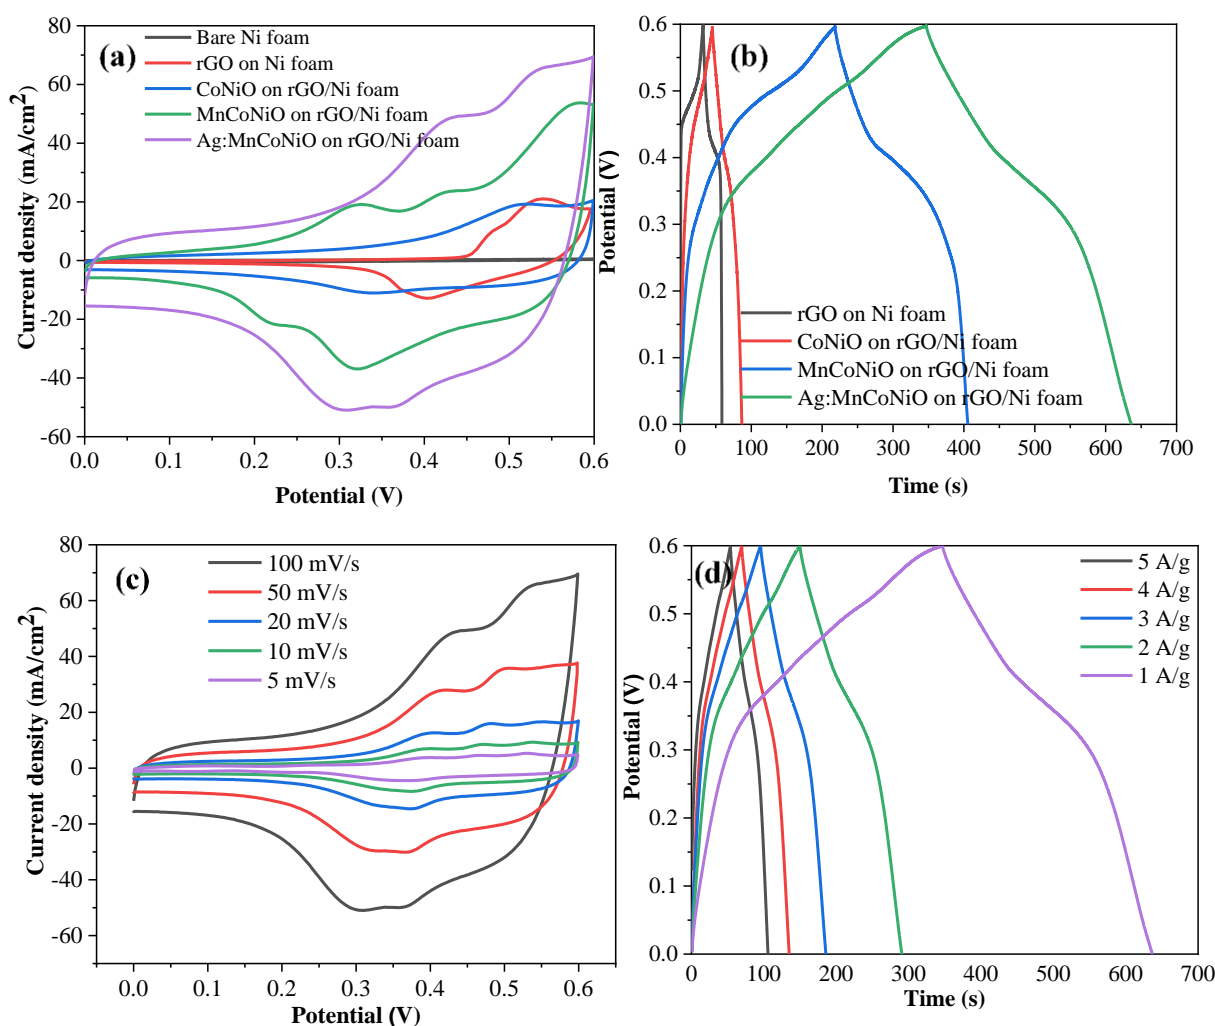 (a)
Bare Ni foam
rGO on Ni foam
CoNiO on rGO/Ni foam
MnCoNiO on rGO/Ni foam
Ag:MnCoNiO on rGO/Ni foam
80
60
40
20
0
-20
-40
-60
Current density (mA/cm²)
0.0 0.1 0.2 0.3 0.4 0.5 0.6
Potential (V)
(b)
0.6
0.5
0.4
0.3
0.2
0.1
0.0
Potential (V)
rGO on Ni foam
CoNiO on rGO/Ni foam
MnCoNiO on rGO/Ni foam
Ag:MnCoNiO on rGO/Ni foam
0 100 200 300 400 500 600 700
Time (s)
(c)
100 mV/s
50 mV/s
20 mV/s
10 mV/s
5 mV/s
80
60
40
20
0
-20
-40
-60
Current density (mA/cm²)
0.0 0.1 0.2 0.3 0.4 0.5 0.6
Potential (V)
(d)
5 A/g
4 A/g
3 A/g
2 A/g
1 A/g
0.6
0.5
0.4
0.3
0.2
0.1
0.0
Potential (V)
0 100 200 300 400 500 600 700
Time (s)